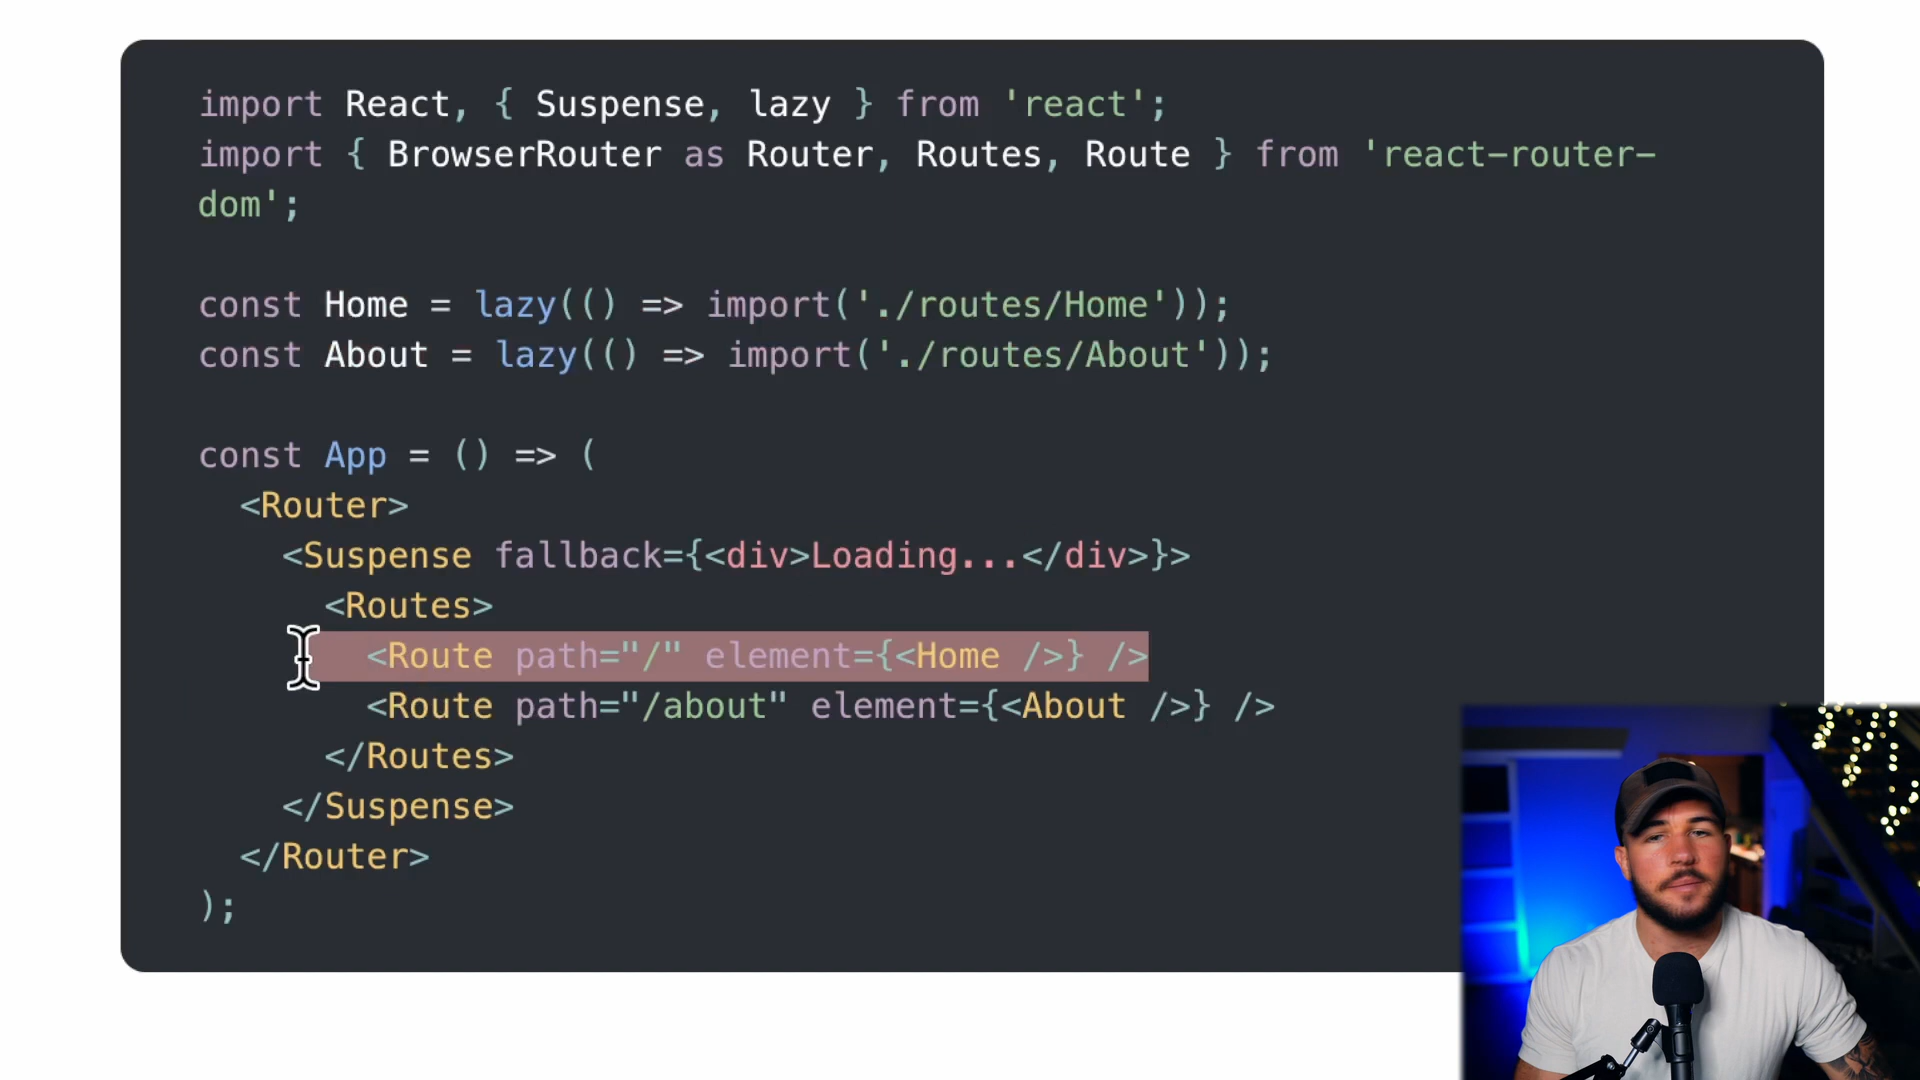 import React, { Suspense, lazy } from 'react';
import { BrowserRouter as Router, Routes, Route } from 'react-router-
dom';
const Home = lazy(() => import('./routes/Home'));
const About = lazy(() => import('./routes/About'));
const App = () => (
<Router>
<Suspense fallback={<div>Loading...</div>}>
<Routes>
<Route path="/" element={<Home />} />
<Route path="/about" element={<About />} />
</Routes>
</Suspense>
</Router>
);